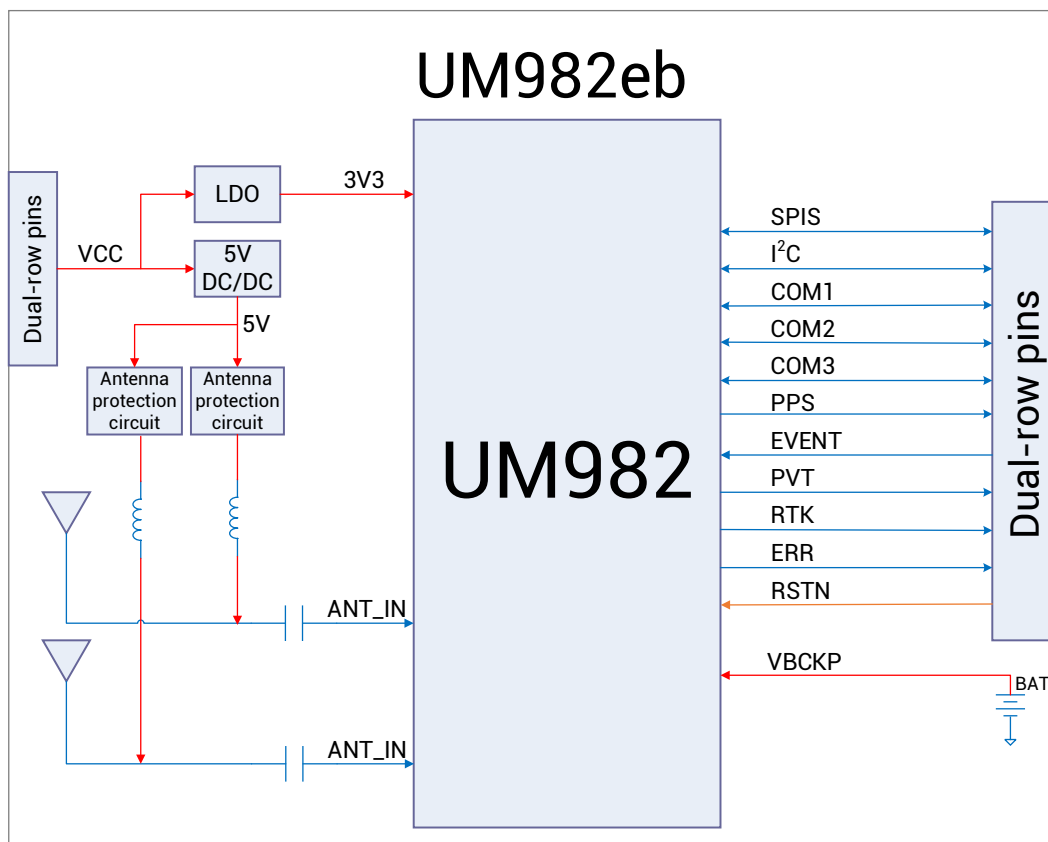 UM982eb
Dual-row pins
VCC
LDO
3V3
5V
DC/DC
5V
Antenna
protection
circuit
Antenna
protection
circuit
ANT_IN
ANT_IN
UM982
SPIS
I²C
COM1
COM2
COM3
PPS
EVENT
PVT
RTK
ERR
RSTN
VBCKP
BAT
Dual-row pins